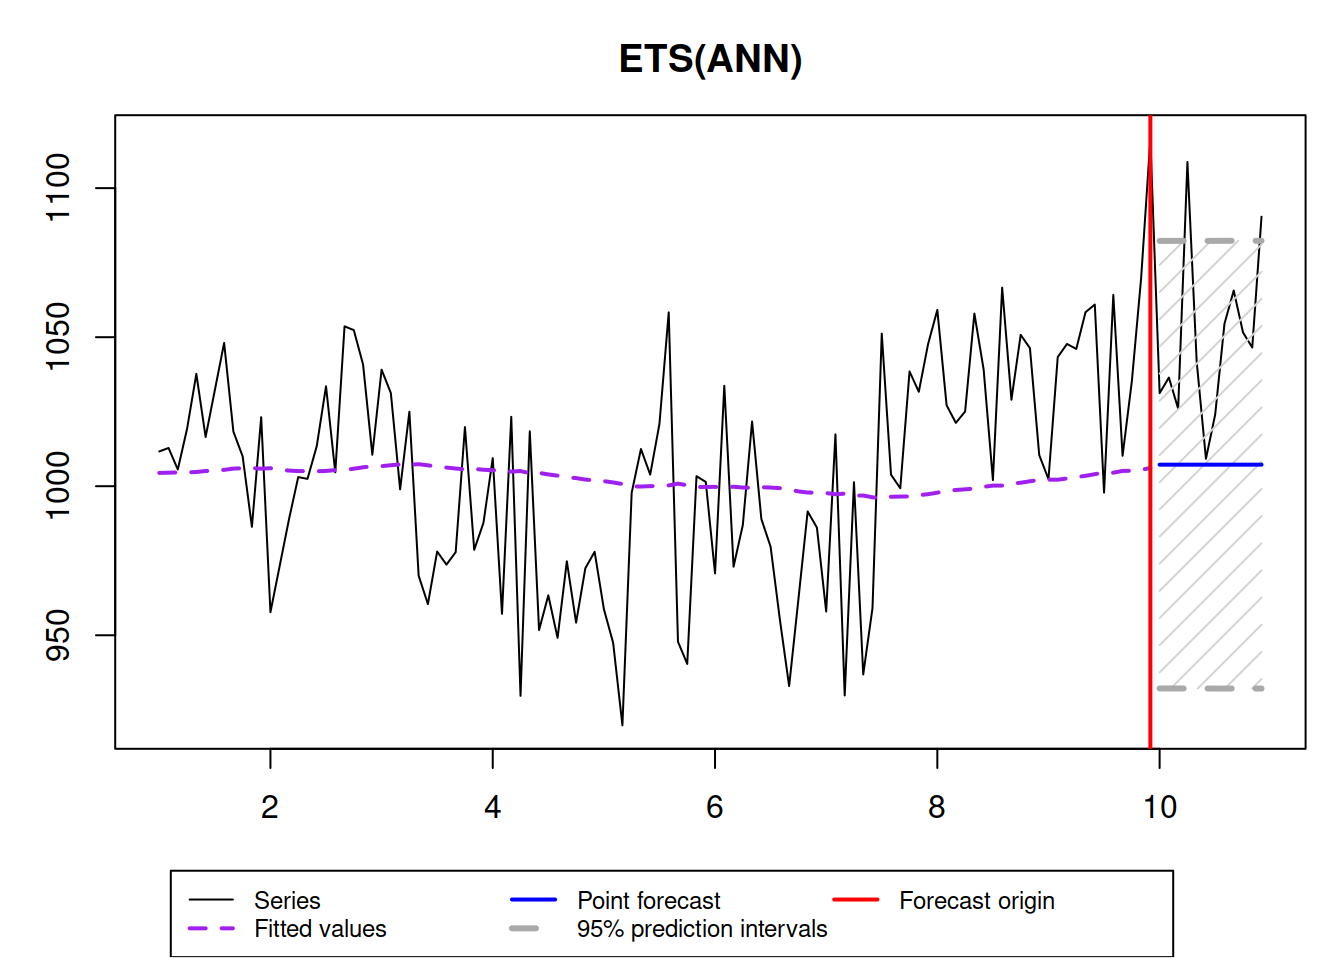 ETS(ANN)
1100
1050
1000
950
2 4 6 8 10
Series Point forecast Forecast origin
Fitted values 95% prediction intervals